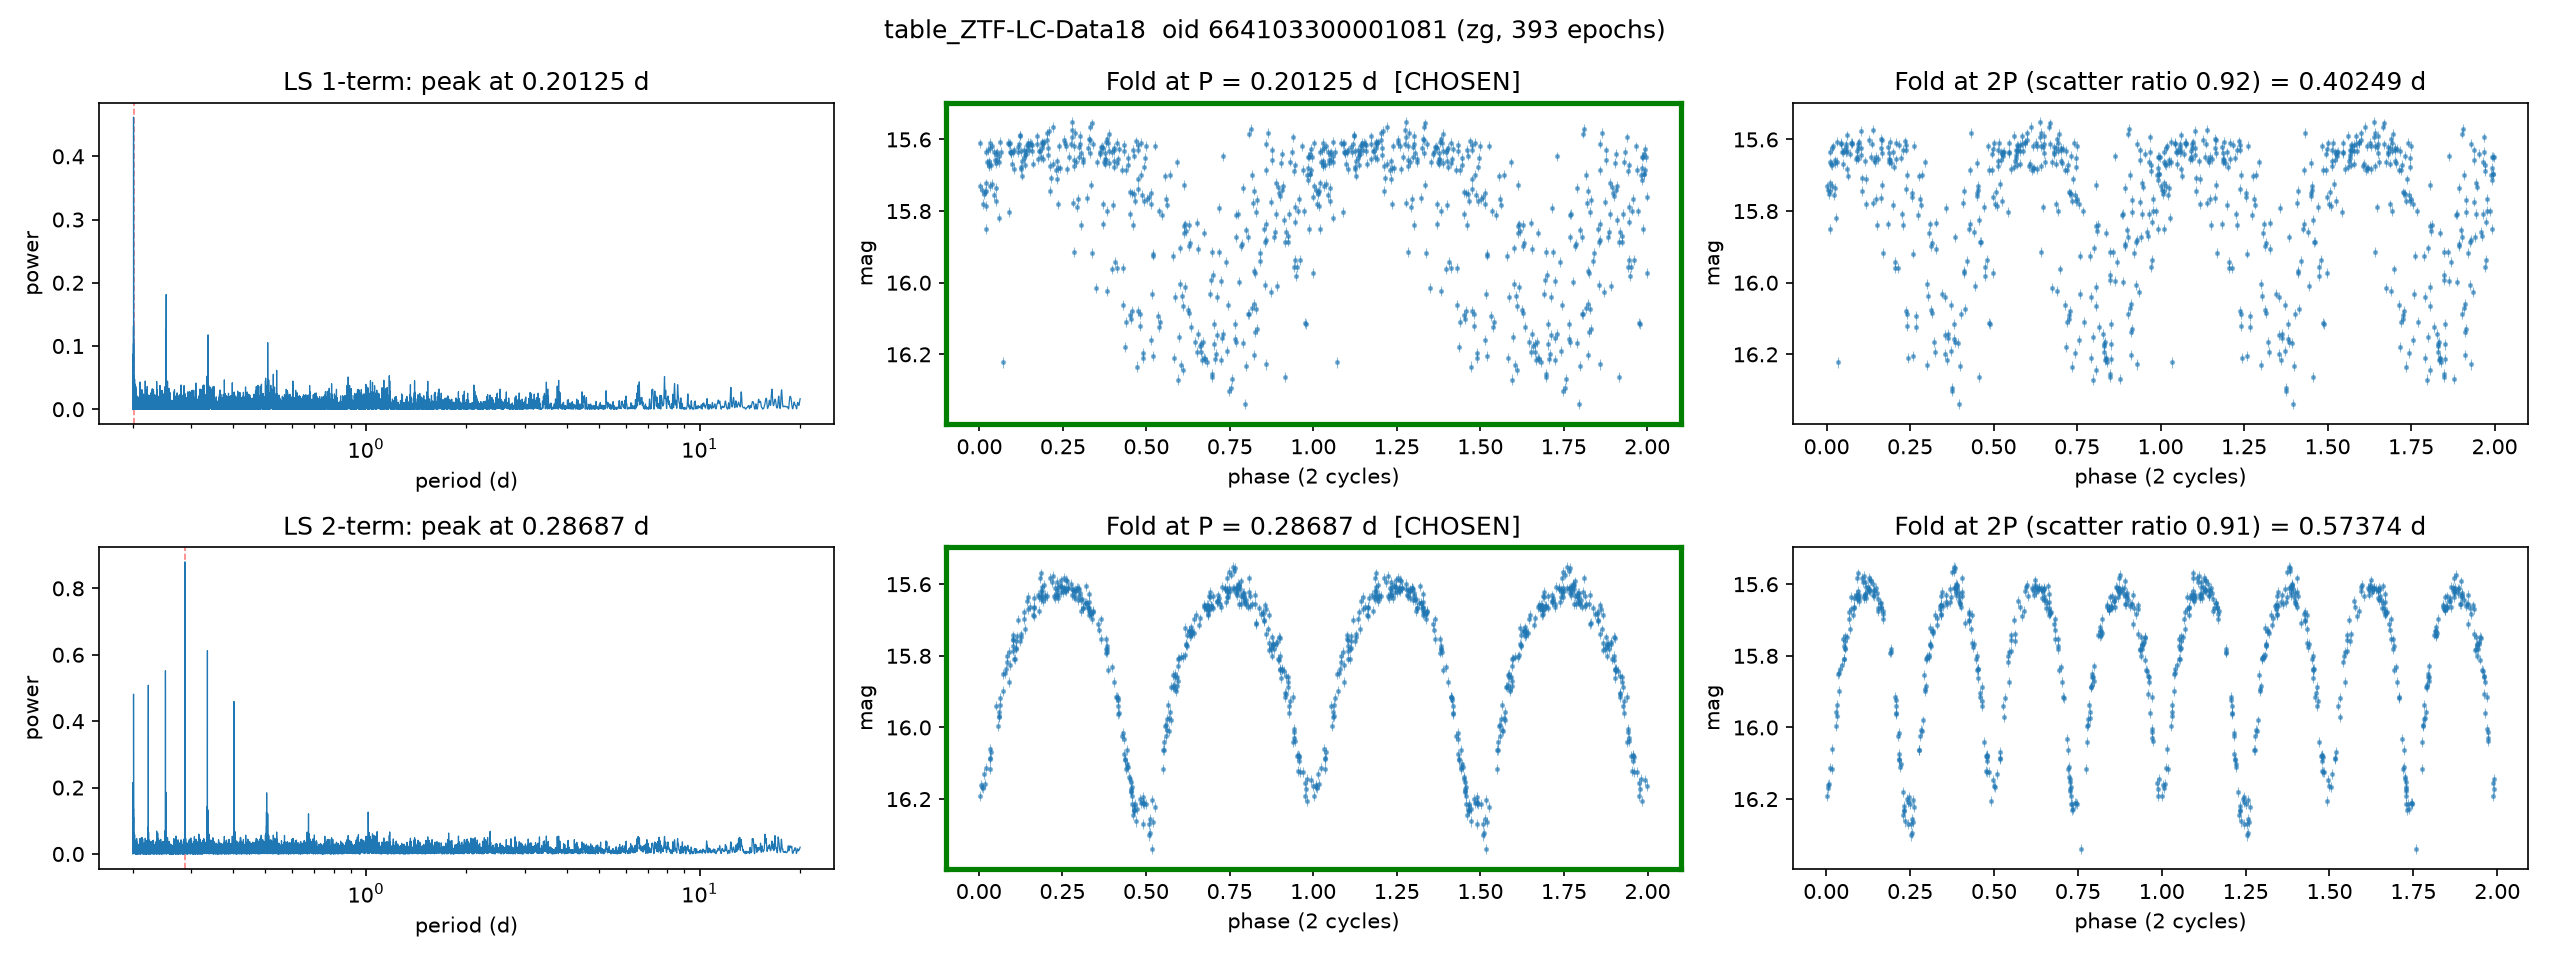 table_ZTF-LC-Data18  oid 664103300001081 (zg, 393 epochs)
LS 1-term: peak at 0.20125 d
power
0.4
0.3
0.2
0.1
0.0
10^0
10^1
period (d)
Fold at P = 0.20125 d  [CHOSEN]
mag
15.6
15.8
16.0
16.2
0.00 0.25 0.50 0.75 1.00 1.25 1.50 1.75 2.00
phase (2 cycles)
Fold at 2P (scatter ratio 0.92) = 0.40249 d
mag
15.6
15.8
16.0
16.2
0.00 0.25 0.50 0.75 1.00 1.25 1.50 1.75 2.00
phase (2 cycles)
LS 2-term: peak at 0.28687 d
power
0.8
0.6
0.4
0.2
0.0
10^0
10^1
period (d)
Fold at P = 0.28687 d  [CHOSEN]
mag
15.6
15.8
16.0
16.2
0.00 0.25 0.50 0.75 1.00 1.25 1.50 1.75 2.00
phase (2 cycles)
Fold at 2P (scatter ratio 0.91) = 0.57374 d
mag
15.6
15.8
16.0
16.2
0.00 0.25 0.50 0.75 1.00 1.25 1.50 1.75 2.00
phase (2 cycles)